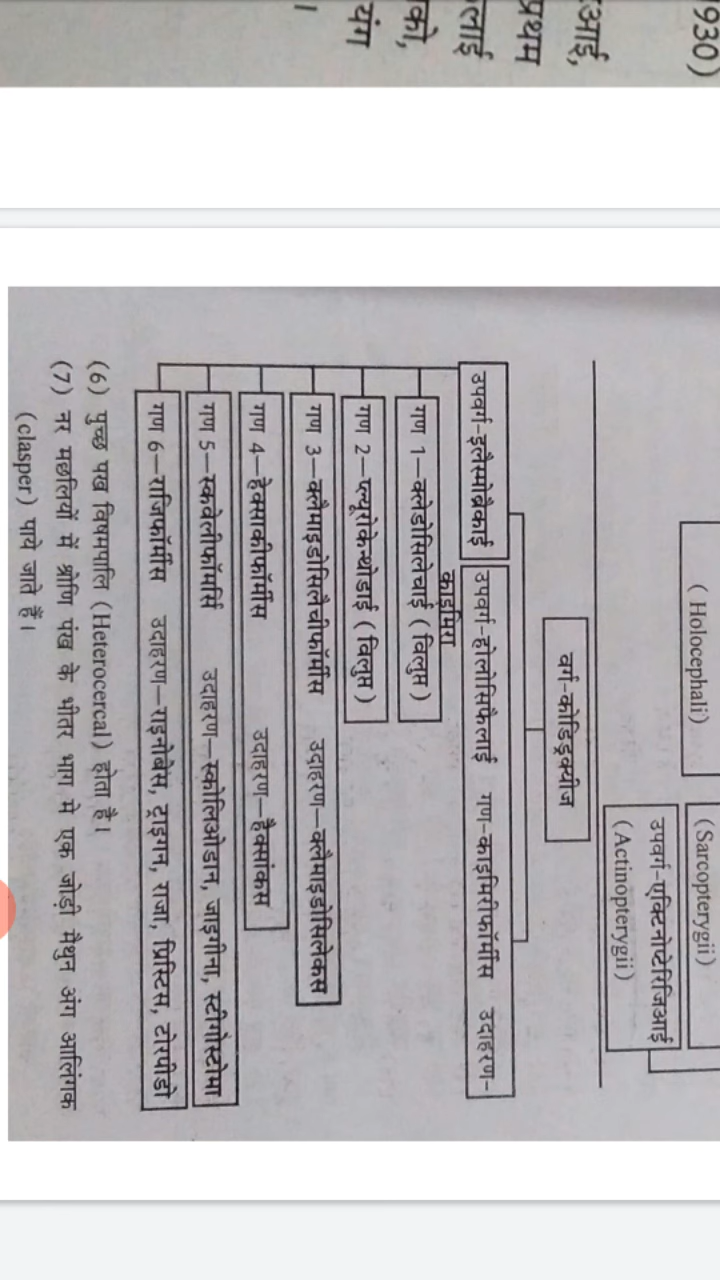 930)
आई,
प्रथम
लाई
को,
यंग
।
( Holocephali)
(Sarcopterygii)
उपवर्ग-एक्टिनोटेरिजिआई
(Actinopterygii)
वर्ग-कोंड्रिक्थीज
उपवर्ग-इलैस्मोब्रैंकाई
उपवर्ग-होलोसिफैलाई गण-काइमिरीफॉर्मीस उदाहरण-
काइमिरा
गण 1—क्लेडोसिलेचाई (विलुप्त)
गण 2—प्ल्यूरोकेन्थोडाई (विलुप्त)
गण 3—क्लैमाइडोसिलैचीफॉर्मीस उदाहरण—क्लैमाइडोसिलेकस
गण 4—हैक्साकीफॉर्मीस उदाहरण—हैक्सांकस
गण 5—स्कवेलीफॉमर्सि उदाहरण—स्कोलिओडान, जाइगीना, स्टीगोस्टोमा
गण 6—राजिफॉर्मीस उदाहरण—राइनोबेस, ट्राइगन, राजा, प्रिस्टिस, टोरपीडो
(6) पुच्छ पख विषमपालि (Heterocercal) होता है।
(7) नर मछलियों में श्रोणि पंख के भीतर भाग मे एक जोड़ी मैथुन अंग आलिंगक
(clasper) पाये जाते हैं।